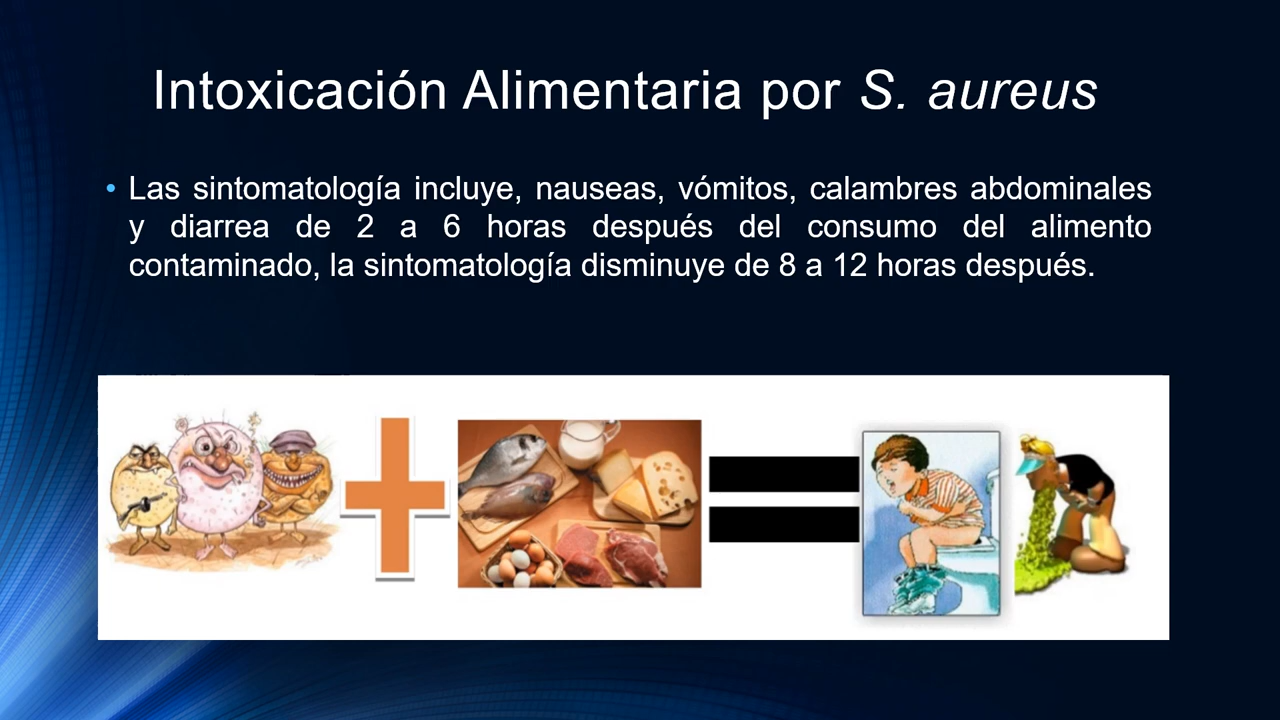 Intoxicación Alimentaria por S. aureus
• Las sintomatología incluye, nauseas, vómitos, calambres abdominales
y diarrea de 2 a 6 horas después del consumo del alimento
contaminado, la sintomatología disminuye de 8 a 12 horas después.